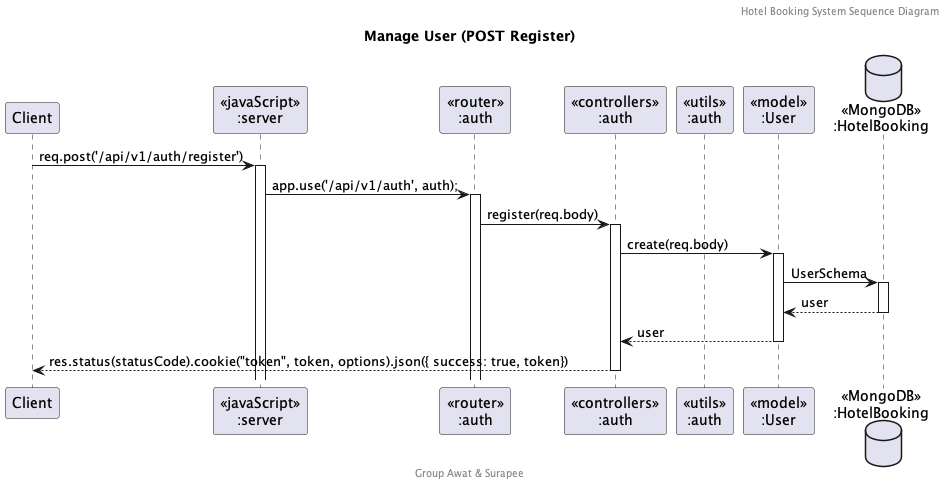 Hotel Booking System Sequence Diagram
Manage User (POST Register)
Client
«javaScript»
:server
«router»
:auth
«controllers»
:auth
«utils»
:auth
«model»
:User
«MongoDB»
:HotelBooking
req.post('/api/v1/auth/register')
app.use('/api/v1/auth', auth);
register(req.body)
create(req.body)
UserSchema
user
user
res.status(statusCode).cookie("token", token, options).json({ success: true, token})
Client
«javaScript»
:server
«router»
:auth
«controllers»
:auth
«utils»
:auth
«model»
:User
«MongoDB»
:HotelBooking
Group Awat & Surapee